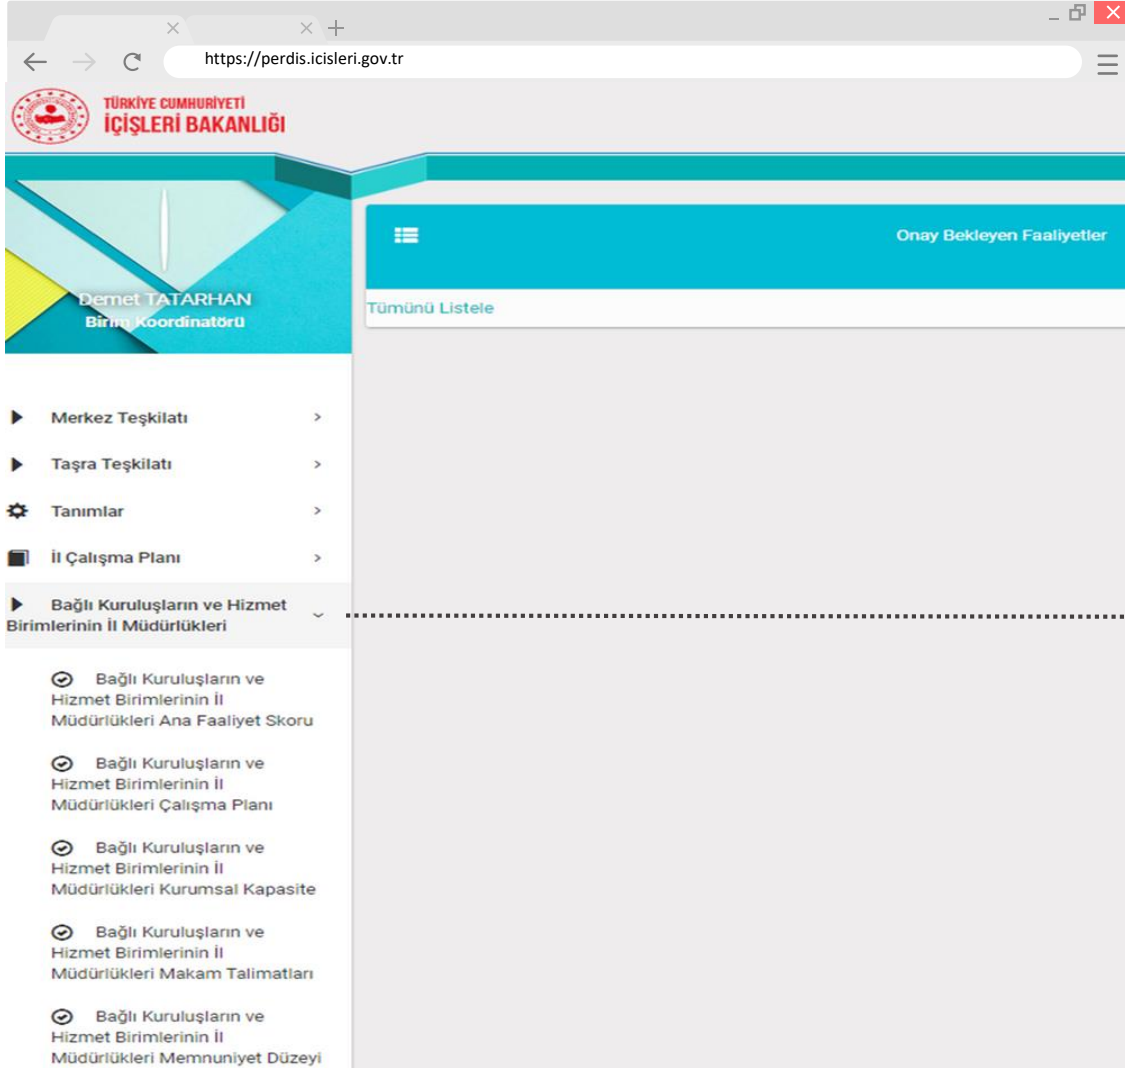 https://perdis.icisleri.gov.tr
TÜRKİYE CUMHURİYETİ
İÇİŞLERİ BAKANLIĞI
Onay Bekleyen Faaliyetler
Demet TATARHAN
Birim Koordinatörü
Tümünü Listele
Merkez Teşkilatı
Taşra Teşkilatı
Tanımlar
İl Çalışma Planı
Bağlı Kuruluşların ve Hizmet
Birimlerinin İl Müdürlükleri
Bağlı Kuruluşların ve
Hizmet Birimlerinin İl
Müdürlükleri Ana Faaliyet Skoru
Bağlı Kuruluşların ve
Hizmet Birimlerinin İl
Müdürlükleri Çalışma Planı
Bağlı Kuruluşların ve
Hizmet Birimlerinin İl
Müdürlükleri Kurumsal Kapasite
Bağlı Kuruluşların ve
Hizmet Birimlerinin İl
Müdürlükleri Makam Talimatları
Bağlı Kuruluşların ve
Hizmet Birimlerinin İl
Müdürlükleri Memnuniyet Düzeyi